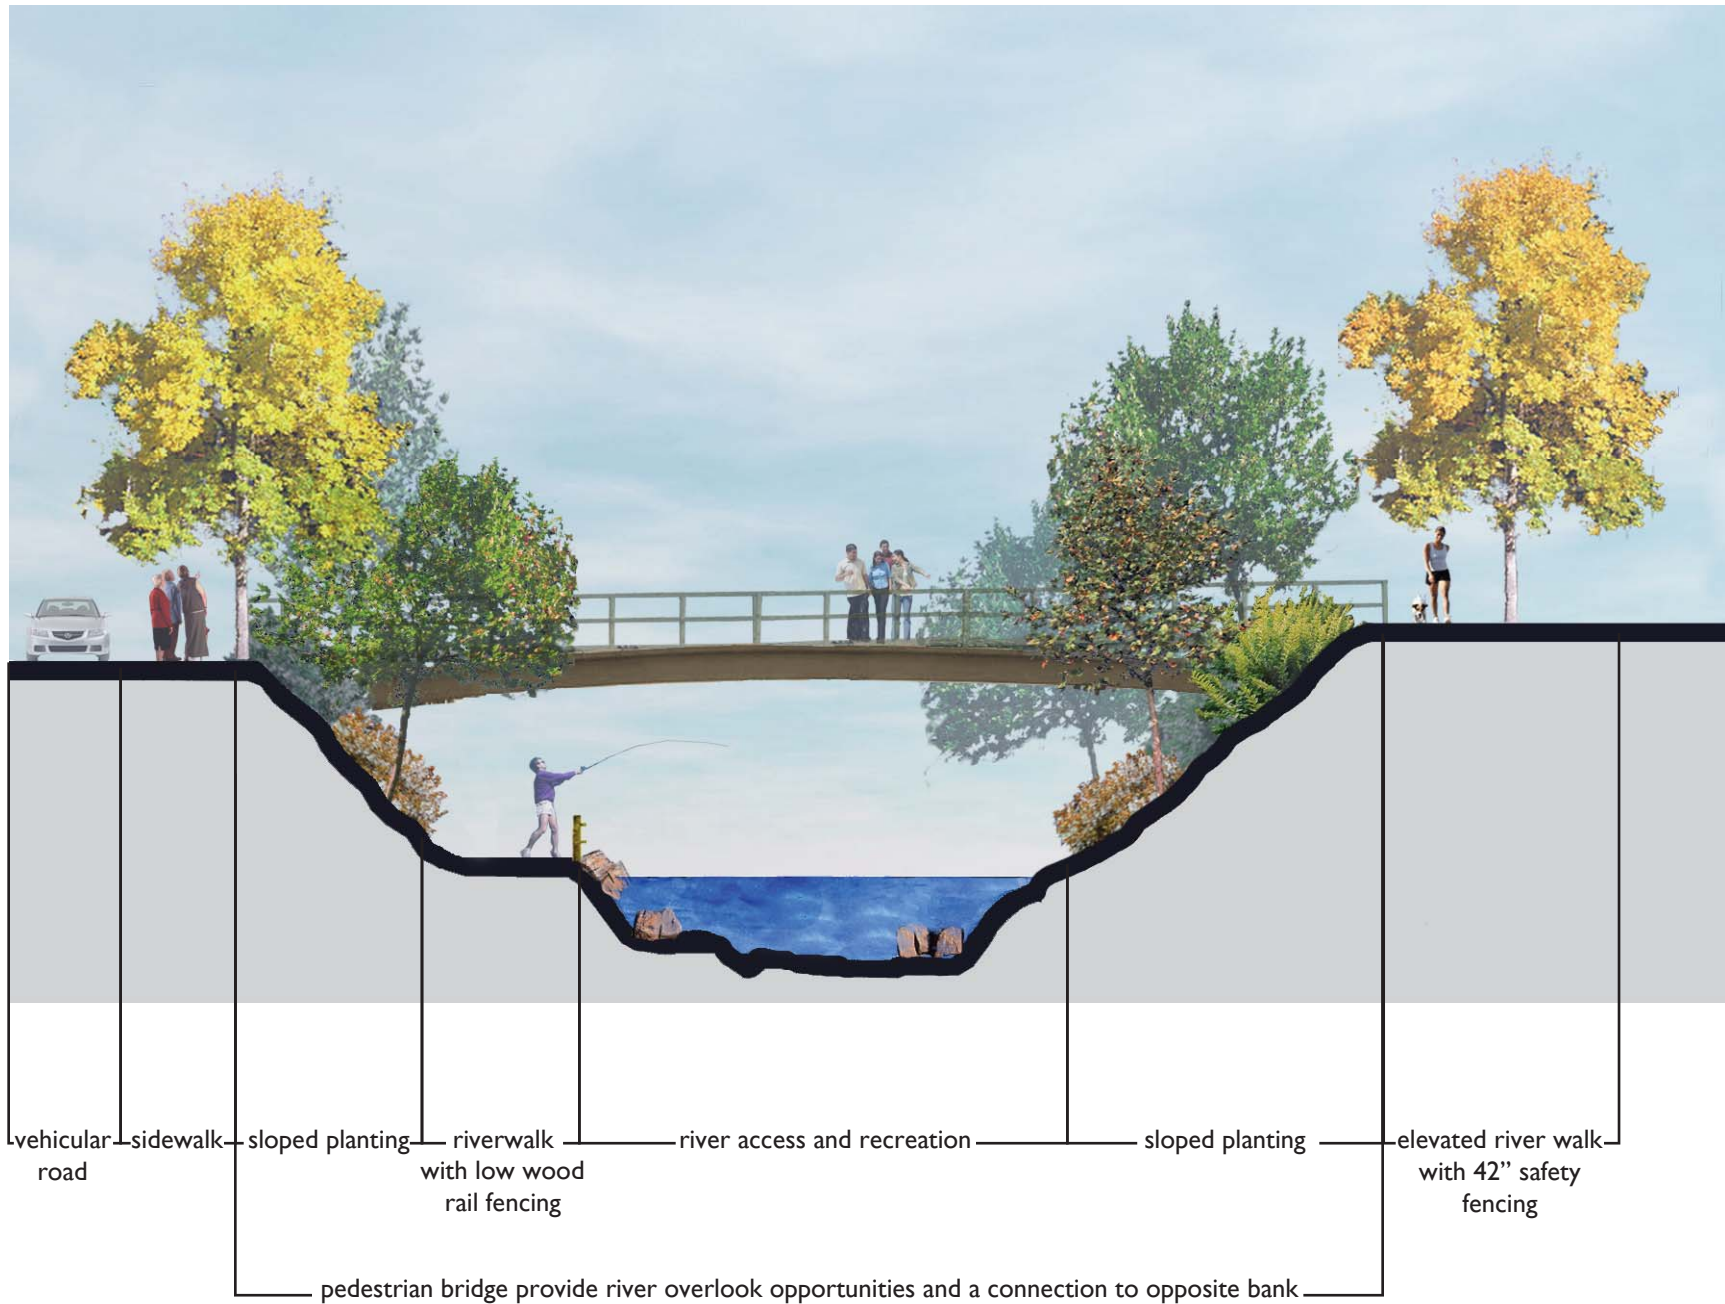 vehicular
road
sidewalk
sloped planting
riverwalk
with low wood
rail fencing
river access and recreation
sloped planting
elevated river walk
with 42” safety
fencing
pedestrian bridge provide river overlook opportunities and a connection to opposite bank